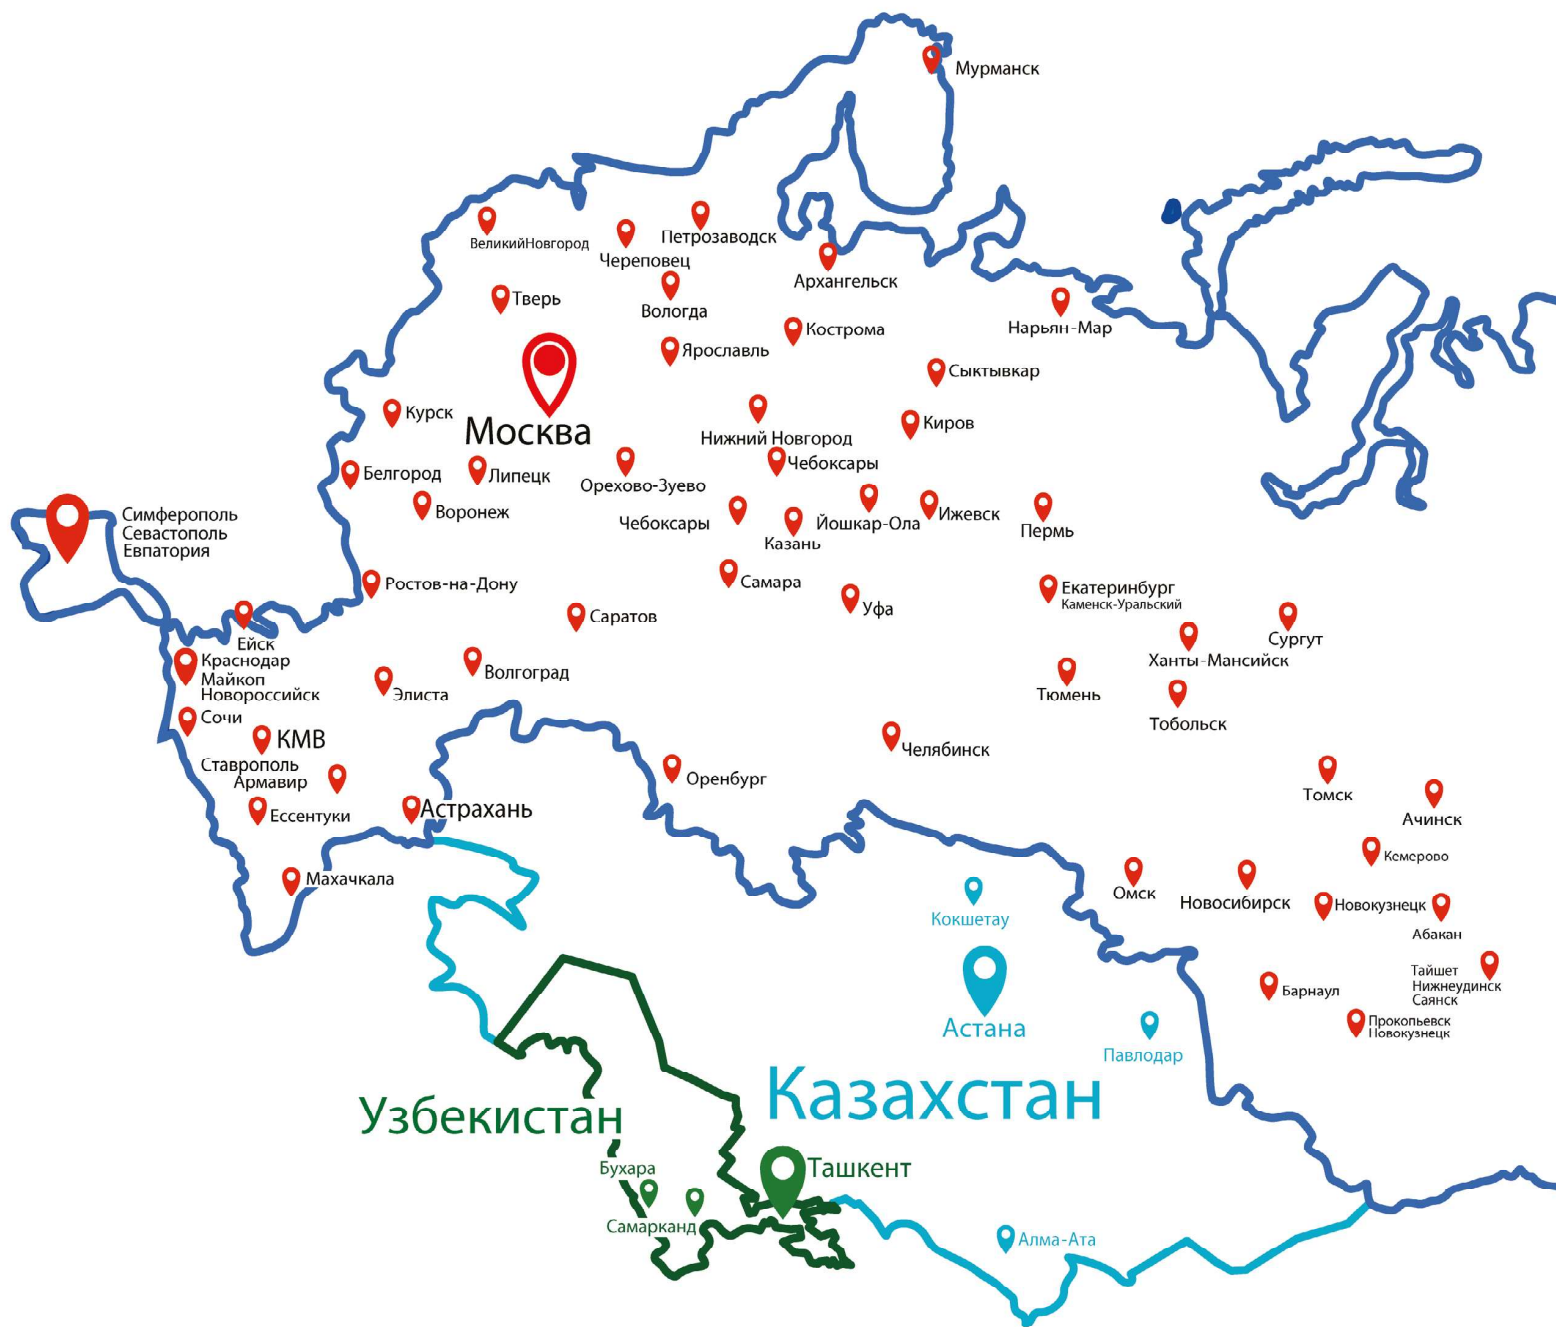 Мурманск
Петрозаводск
ВеликийНовгород
Череповец
Архангельск
Тверь
Вологда
Кострома
Нарьян-Мар
Ярославль
Сыктывкар
Курск
Киров
Москва
Нижний Новгород
Чебоксары
Белгород
Липецк
Орехово-Зуево
Воронеж
Симферополь
Севастополь
Евпатория
Чебоксары
Йошкар-Ола
Ижевск
Пермь
Казань
Ростов-на-Дону
Самара
Екатеринбург
Каменск-Уральский
Уфа
Саратов
Сургут
Ейск
Краснодар
Майкоп
Новороссийск
Ханты-Мансийск
Волгоград
Элиста
Тюмень
Сочи
Тобольск
КМВ
Челябинск
Ставрополь
Армавир
Оренбург
Томск
Астрахань
Ессентуки
Ачинск
Кемерово
Махачкала
Омск
Новосибирск
Новокузнецк
Кокшетау
Абакан
Тайшет
Нижнеудинск
Саянск
Барнаул
Астана
Прокопьевск
Новокузнецк
Павлодар
Казахстан
Узбекистан
Бухара
Ташкент
Самарканд
Алма-Ата